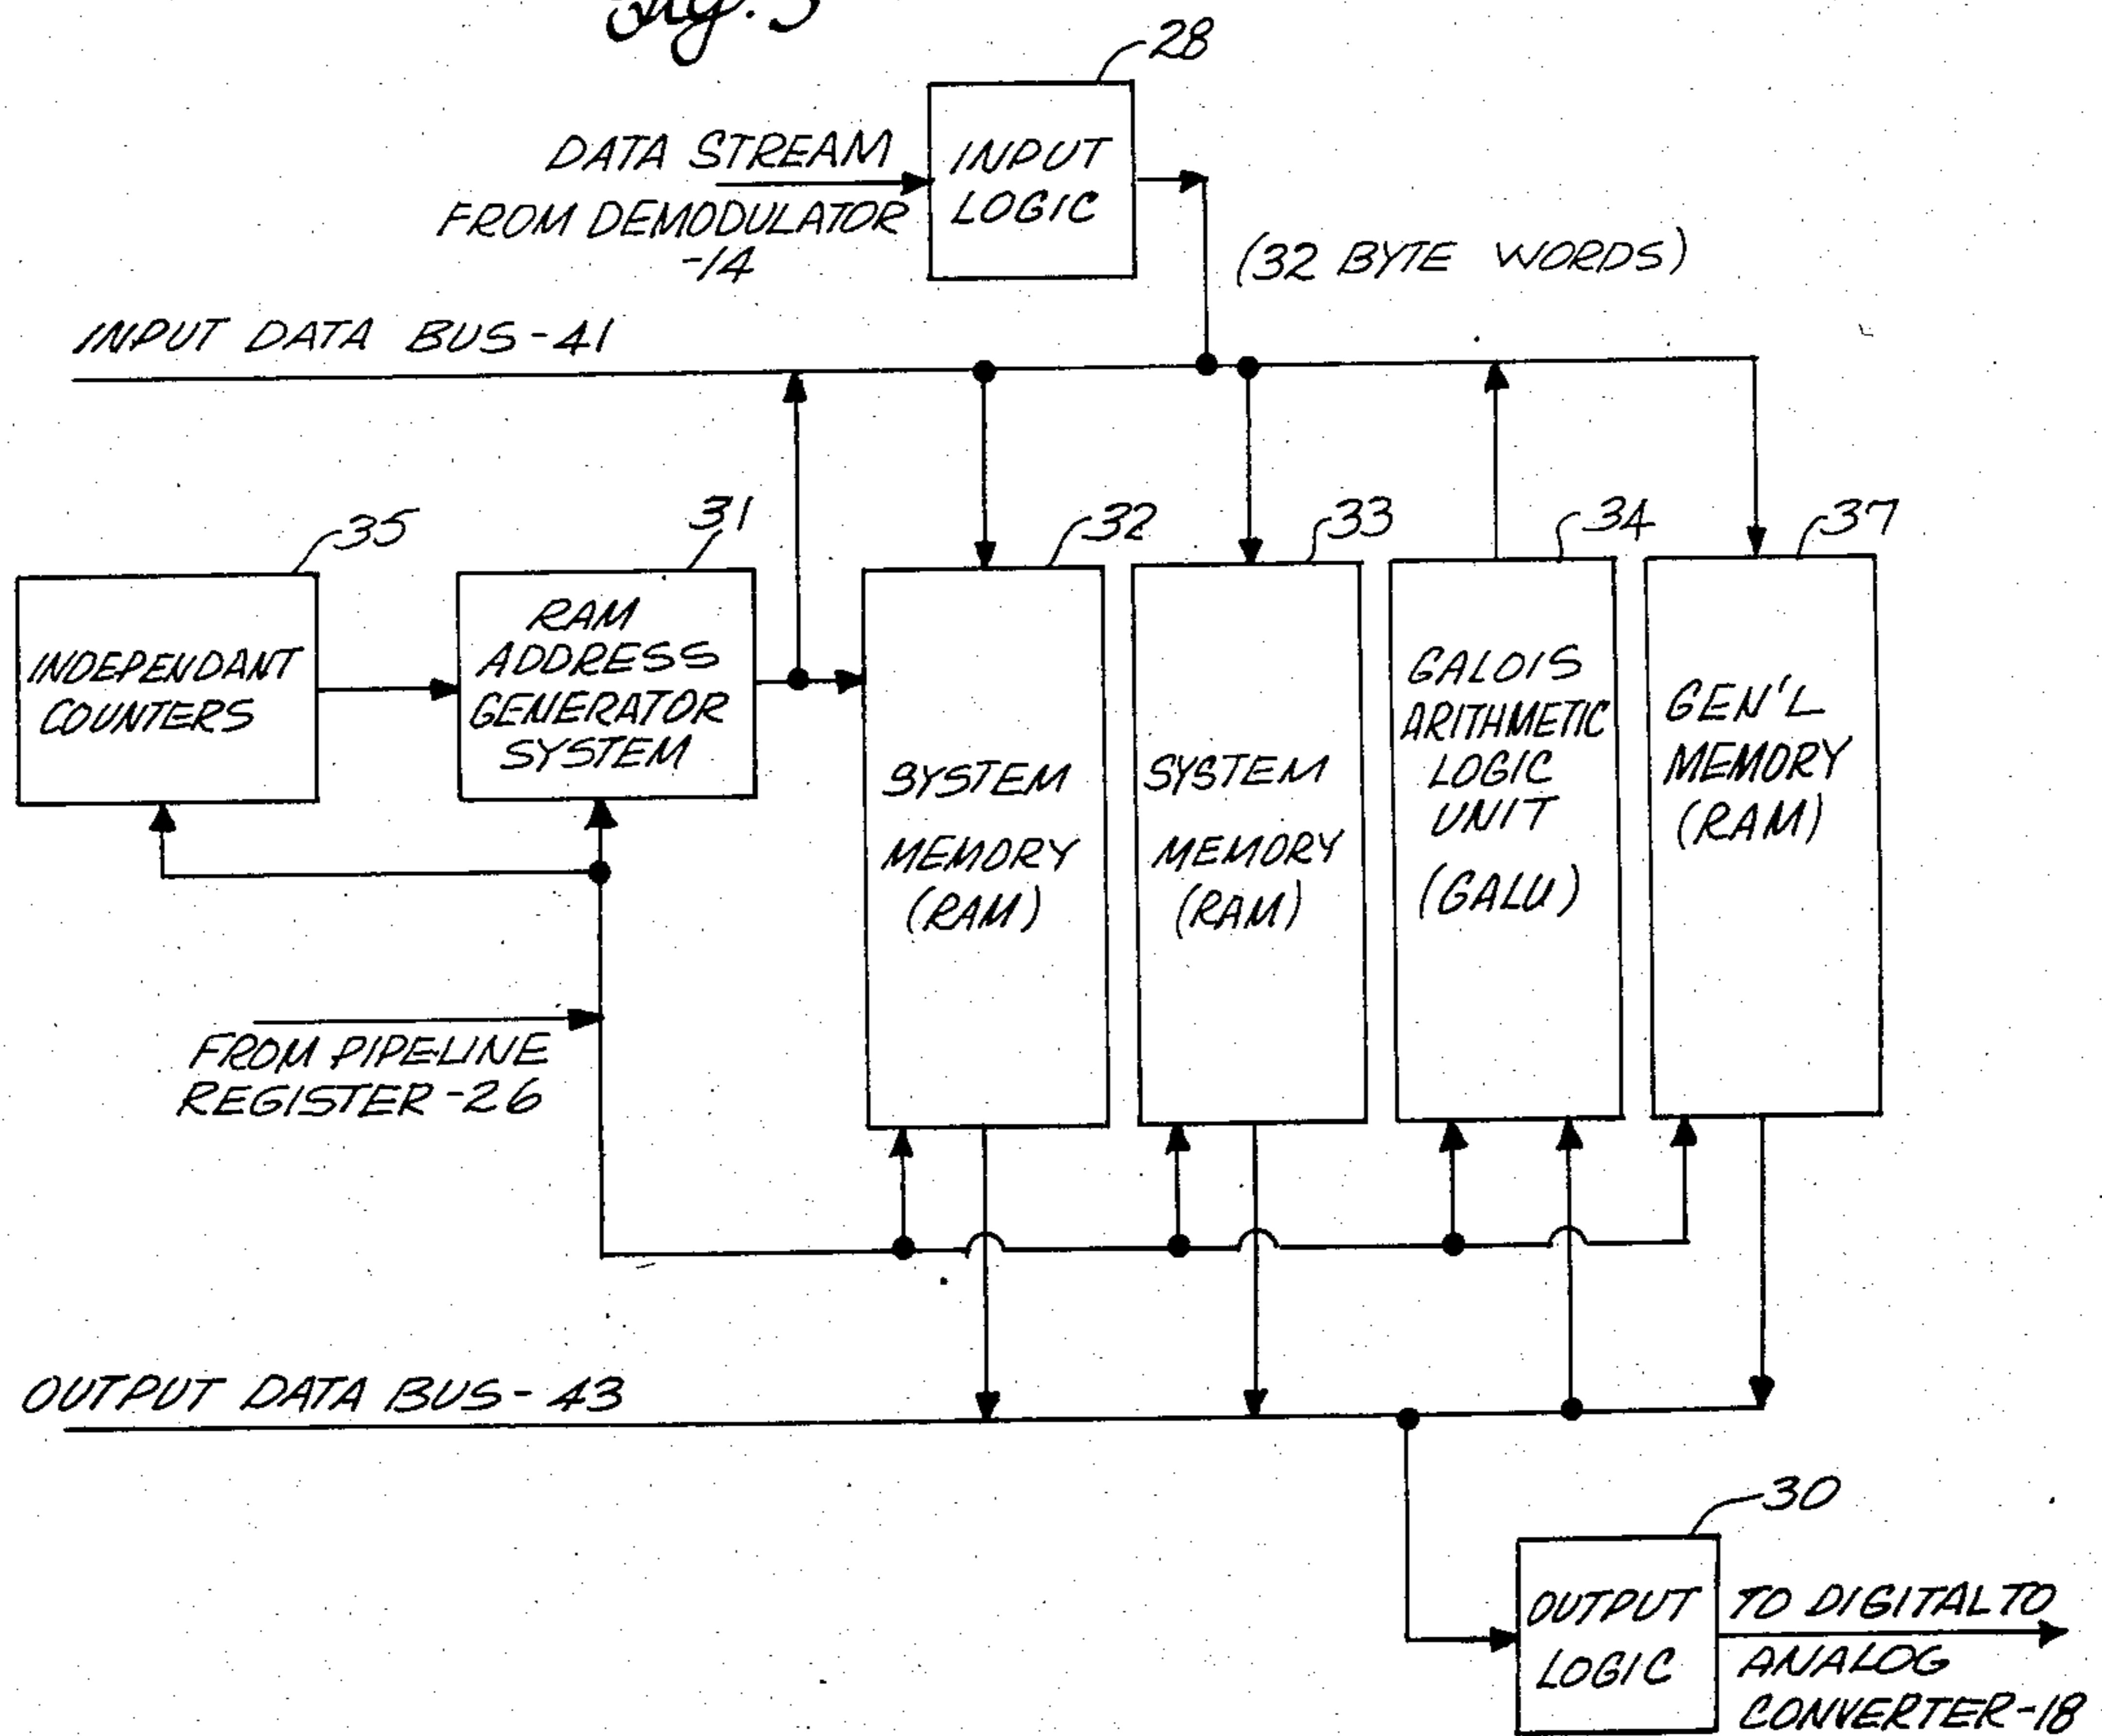 Fig. 3
28
DATA STREAM
FROM DEMODULATOR
-14
INPUT
LOGIC
(32 BYTE WORDS)
INPUT DATA BUS-41
35
31
32
33
34
37
INDEPENDANT
COUNTERS
RAM
ADDRESS
GENERATOR
SYSTEM
SYSTEM
MEMORY
(RAM)
SYSTEM
MEMORY
(RAM)
GALOIS
ARITHMETIC
LOGIC
UNIT
(GALU)
GEN'L
MEMORY
(RAM)
FROM PIPELINE
REGISTER-26
OUTPUT DATA BUS-43
30
OUTPUT
LOGIC
TO DIGITAL TO
ANALOG
CONVERTER-18